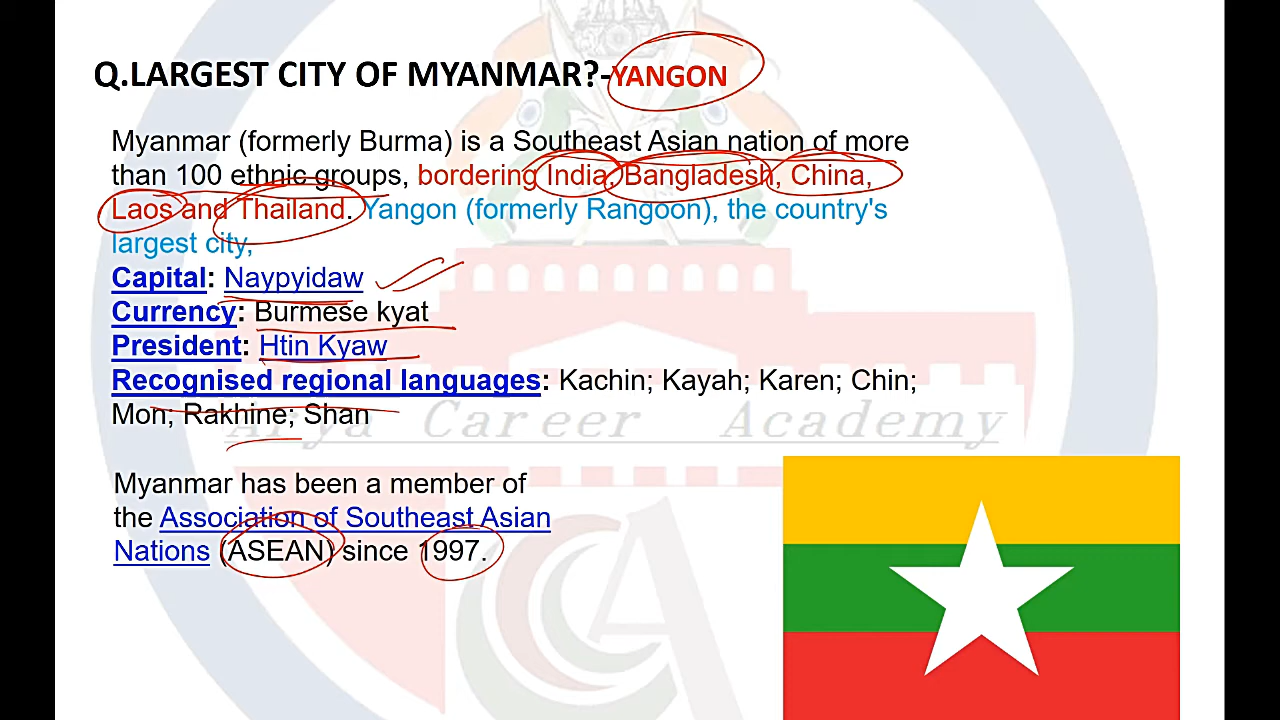 Q.LARGEST CITY OF MYANMAR?-YANGON
Myanmar (formerly Burma) is a Southeast Asian nation of more
than 100 ethnic groups, bordering India, Bangladesh, China,
Laos and Thailand. Yangon (formerly Rangoon), the country's
largest city,
Capital: Naypyidaw
Currency: Burmese kyat
President: Htin Kyaw
Recognised regional languages: Kachin; Kayah; Karen; Chin;
Mon; Rakhine; Shan
Arya Career Academy
Myanmar has been a member of
the Association of Southeast Asian
Nations (ASEAN) since 1997.